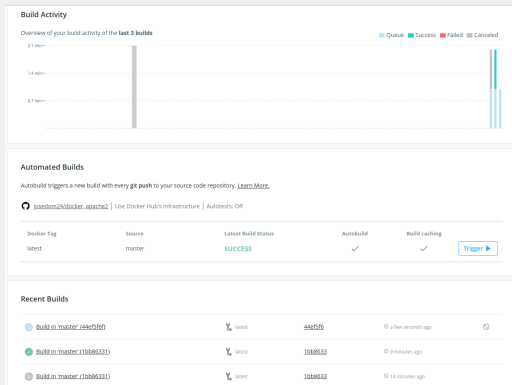 Build Activity
Overview of your build activity of the last 3 builds
Queue Success Failed Canceled
2.1 min
1.4 min
0.7 min
Automated Builds
Autobuild triggers a new build with every git push to your source code repository. Learn More.
josedom24/docker_apache2 | Use Docker Hub's infrastructure | Autotests: Off
Docker Tag Source Latest Build Status Autobuild Build caching
latest master SUCCESS Trigger
Recent Builds
Build in 'master' (44ef5f6f) latest 44ef5f6 a few seconds ago
Build in 'master' (1bb86331) latest 1bb8633 9 minutes ago
Build in 'master' (1bb86331) latest 1bb8633 14 minutes ago